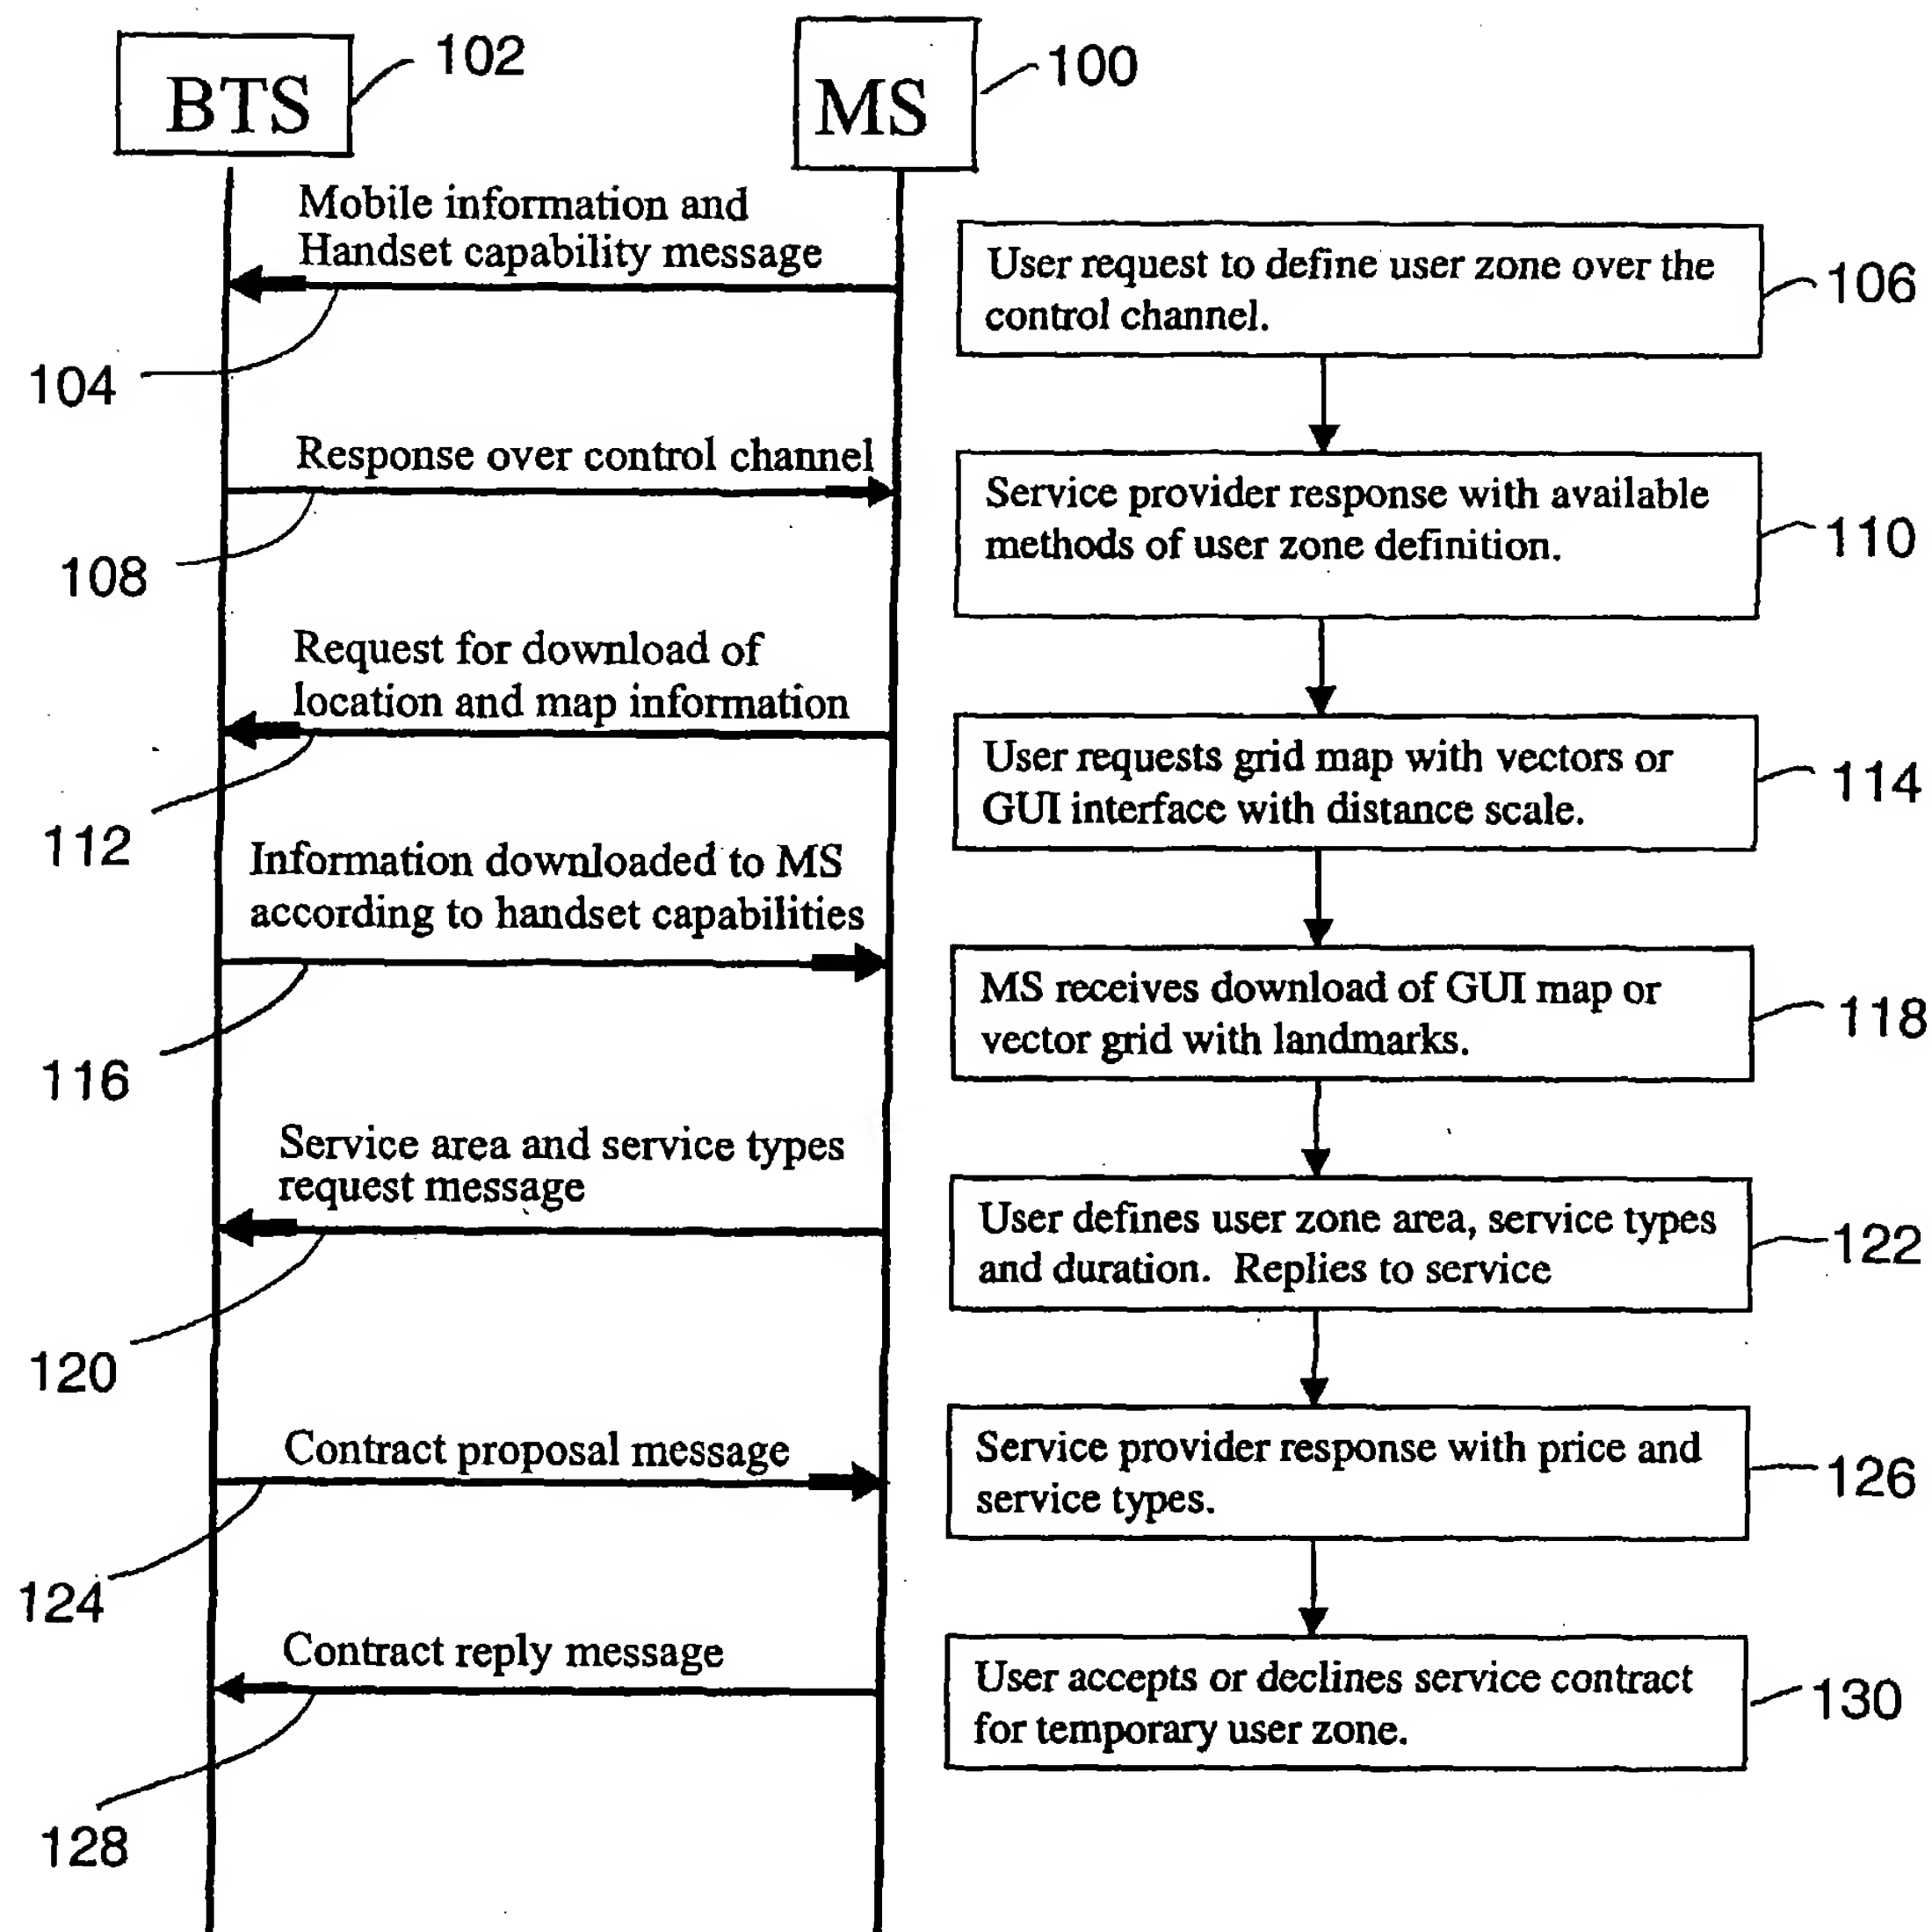 BTS
102
MS
100
Mobile information and
Handset capability message
104
User request to define user zone over the
control channel.
106
Response over control channel
108
Service provider response with available
methods of user zone definition.
110
Request for download of
location and map information
112
User requests grid map with vectors or
GUI interface with distance scale.
114
Information downloaded to MS
according to handset capabilities
116
MS receives download of GUI map or
vector grid with landmarks.
118
Service area and service types
request message
120
User defines user zone area, service types
and duration.  Replies to service
122
Contract proposal message
124
Service provider response with price and
service types.
126
Contract reply message
128
User accepts or declines service contract
for temporary user zone.
130